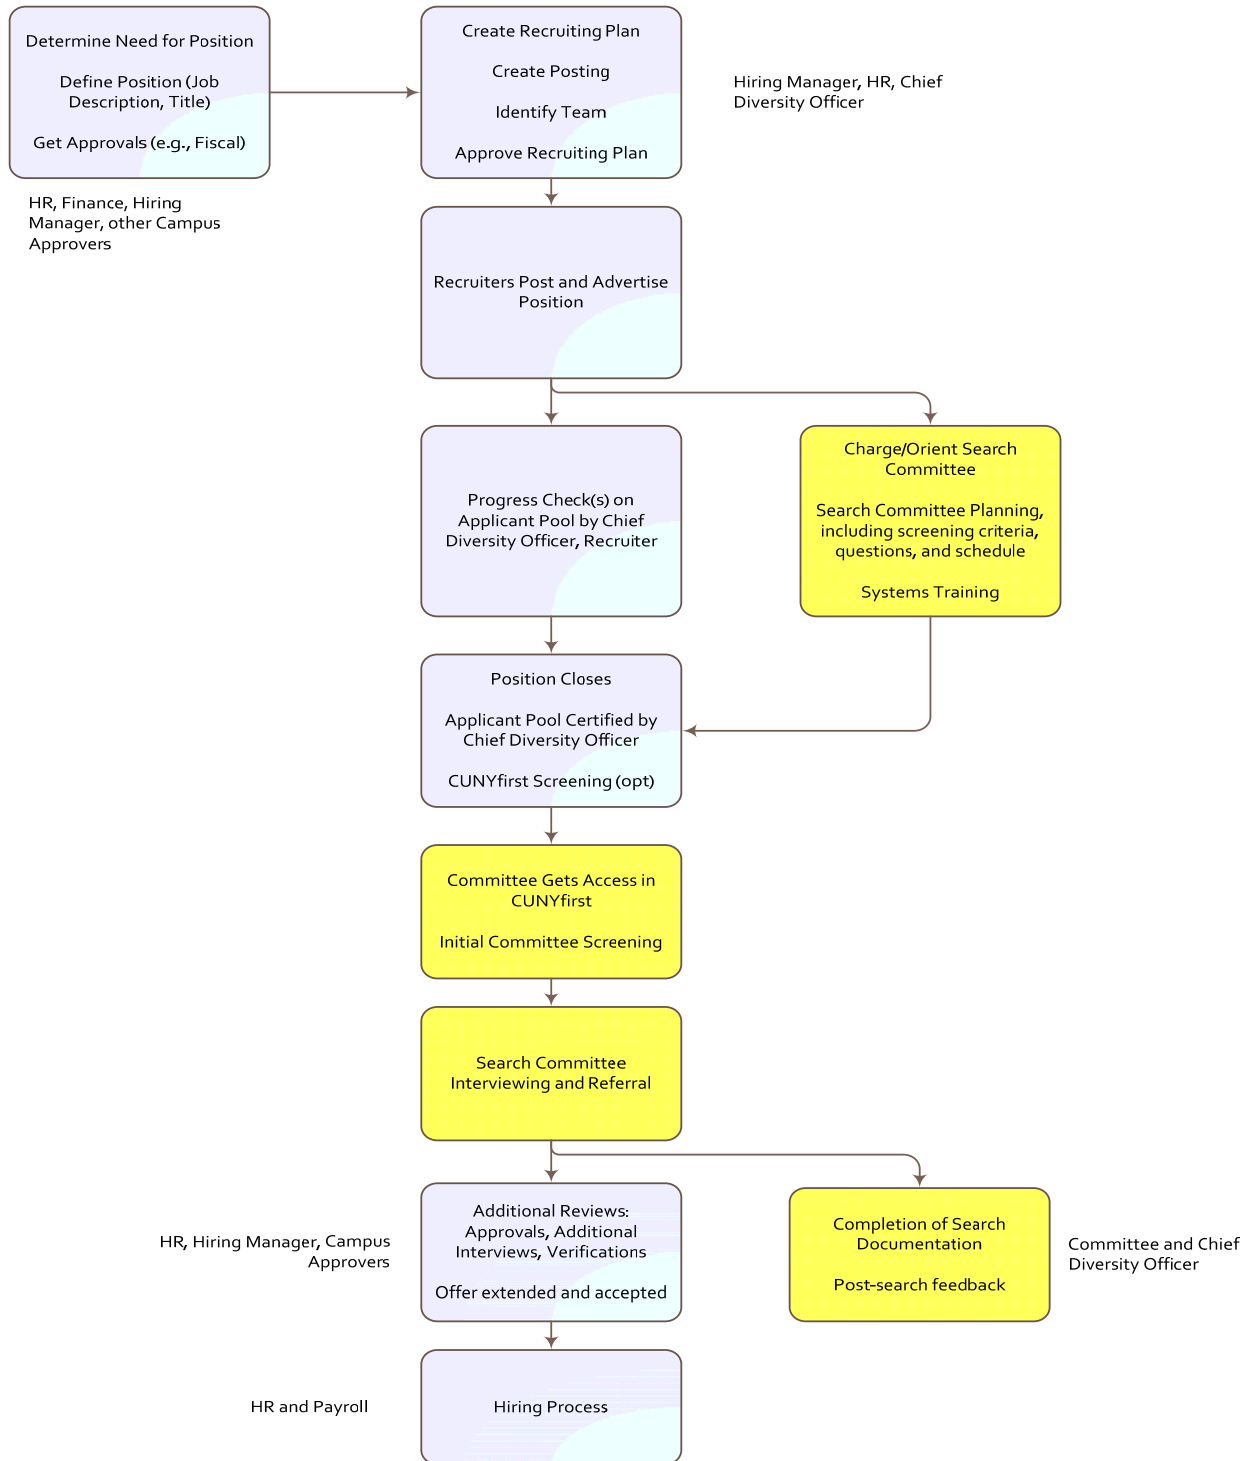 Determine Need for Position
Define Position (Job
Description, Title)
Get Approvals (e.g., Fiscal)
HR, Finance, Hiring
Manager, other Campus
Approvers
Create Recruiting Plan
Create Posting
Identify Team
Approve Recruiting Plan
Hiring Manager, HR, Chief
Diversity Officer
Recruiters Post and Advertise
Position
Progress Check(s) on
Applicant Pool by Chief
Diversity Officer, Recruiter
Charge/Orient Search
Committee
Search Committee Planning,
including screening criteria,
questions, and schedule
Systems Training
Position Closes
Applicant Pool Certified by
Chief Diversity Officer
CUNYfirst Screening (opt)
Committee Gets Access in
CUNYfirst
Initial Committee Screening
Search Committee
Interviewing and Referral
HR, Hiring Manager, Campus
Approvers
Additional Reviews:
Approvals, Additional
Interviews, Verifications
Offer extended and accepted
Completion of Search
Documentation
Post-search feedback
Committee and Chief
Diversity Officer
HR and Payroll
Hiring Process